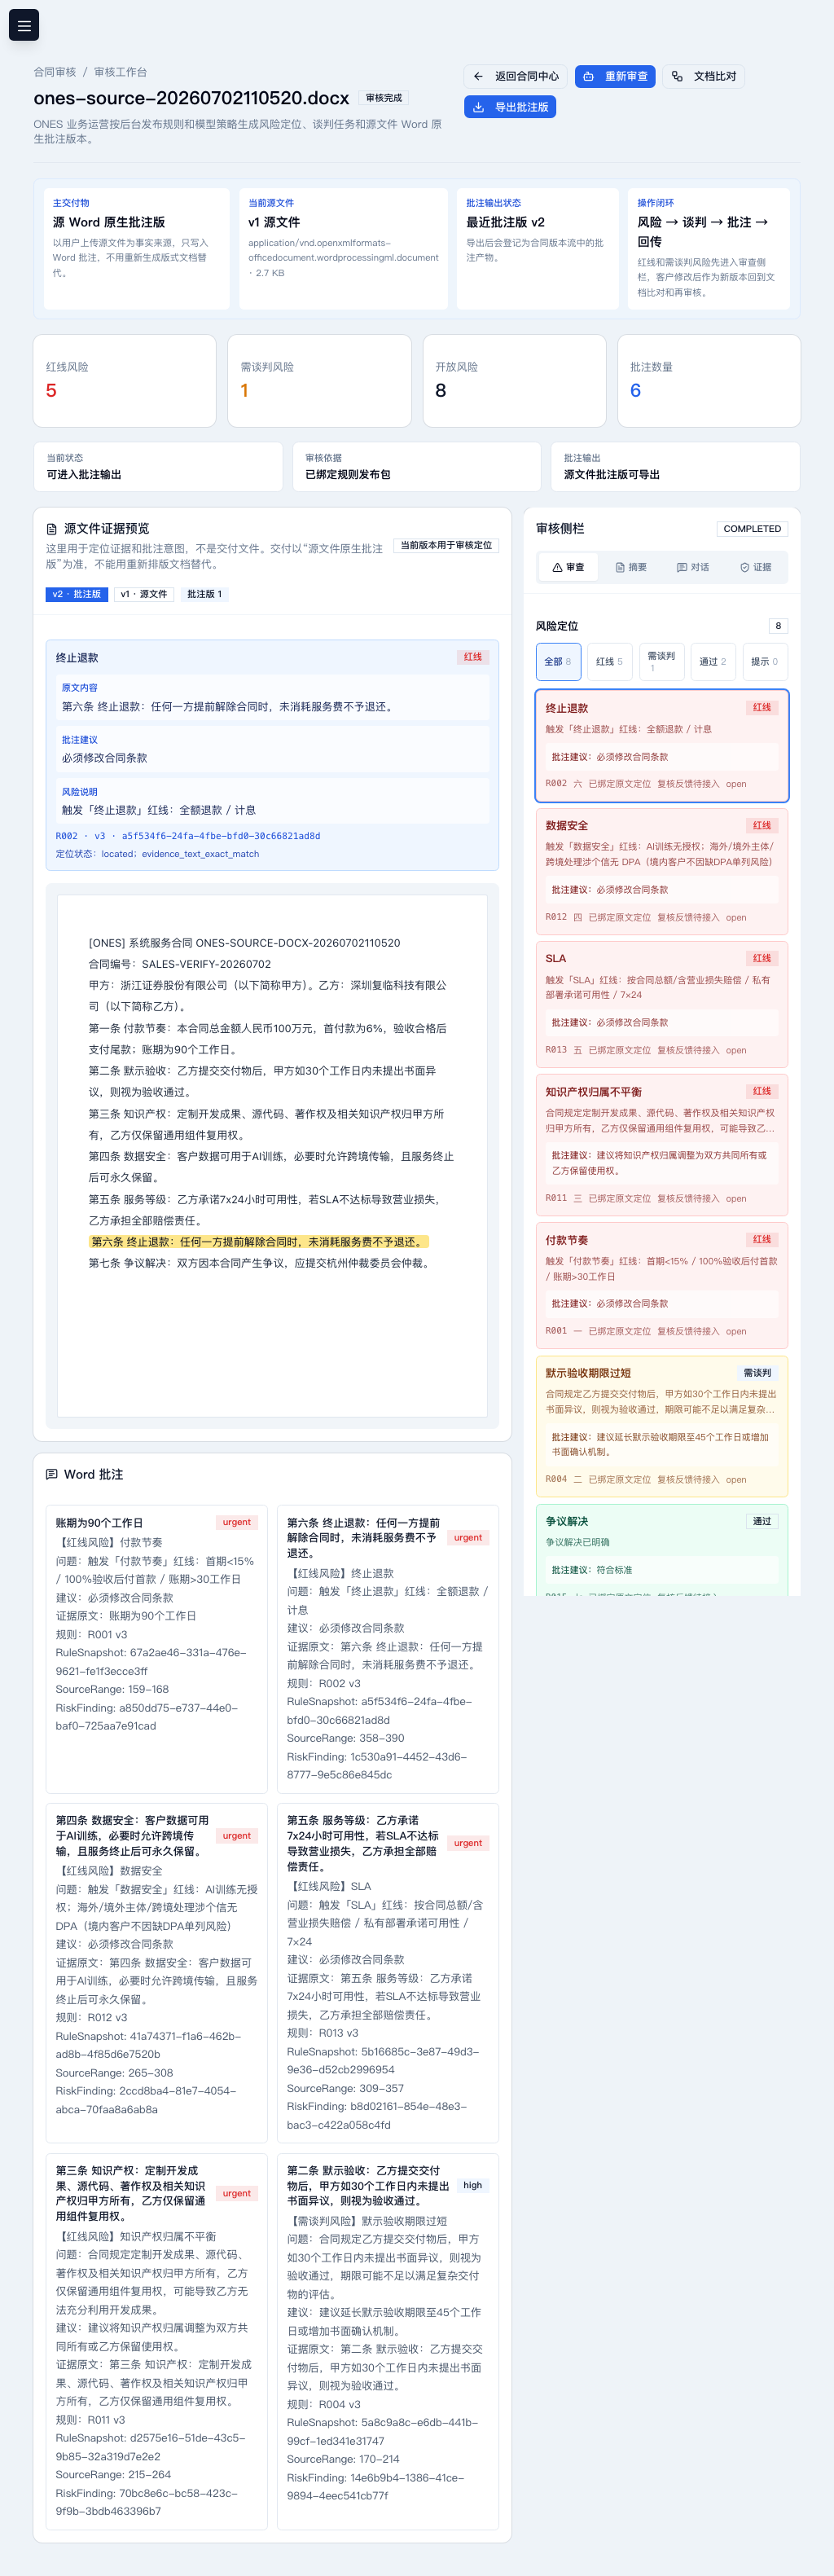 合同审核 / 审核工作台
ones-source-20260702110520.docx 审核完成
ONES 业务运营按后台发布规则和模型策略生成风险定位、谈判任务和源文件 Word 原
生批注版本。
返回合同中心 重新审查 文档比对
导出批注版
主交付物
源 Word 原生批注版
以用户上传源文件为事实来源，只写入
Word 批注，不用重新生成版式文档替
代。
当前源文件
v1 源文件
application/vnd.openxmlformats-
officedocument.wordprocessingml.document
· 2.7 KB
批注输出状态
最近批注版 v2
导出后会登记为合同版本流中的批
注产物。
操作闭环
风险 → 谈判 → 批注 →
回传
红线和需谈判风险先进入审查侧
栏，客户修改后作为新版本回到文
档比对和再审核。
红线风险
5
需谈判风险
1
开放风险
8
批注数量
6
当前状态
可进入批注输出
审核依据
已绑定规则发布包
批注输出
源文件批注版可导出
源文件证据预览
这里用于定位证据和批注意图，不是交付文件。交付以“源文件原生批注
版”为准，不能用重新排版文档替代。
当前版本用于审核定位
v2 · 批注版 v1 · 源文件 批注版 1
终止退款 红线
原文内容
第六条 终止退款：任何一方提前解除合同时，未消耗服务费不予退还。
批注建议
必须修改合同条款
风险说明
触发「终止退款」红线：全额退款 / 计息
R002 · v3 · a5f534f6-24fa-4fbe-bfd0-30c66821ad8d
定位状态：located；evidence_text_exact_match
[ONES] 系统服务合同 ONES-SOURCE-DOCX-20260702110520
合同编号：SALES-VERIFY-20260702
甲方：浙江证券股份有限公司（以下简称甲方）。乙方：深圳复临科技有限公
司（以下简称乙方）。
第一条 付款节奏：本合同总金额人民币100万元，首付款为6%，验收合格后
支付尾款；账期为90个工作日。
第二条 默示验收：乙方提交交付物后，甲方如30个工作日内未提出书面异
议，则视为验收通过。
第三条 知识产权：定制开发成果、源代码、著作权及相关知识产权归甲方所
有，乙方仅保留通用组件复用权。
第四条 数据安全：客户数据可用于AI训练，必要时允许跨境传输，且服务终止
后可永久保留。
第五条 服务等级：乙方承诺7x24小时可用性，若SLA不达标导致营业损失，
乙方承担全部赔偿责任。
第六条 终止退款：任何一方提前解除合同时，未消耗服务费不予退还。
第七条 争议解决：双方因本合同产生争议，应提交杭州仲裁委员会仲裁。
审核侧栏 COMPLETED
审查 摘要 对话 证据
风险定位 8
全部 8 红线 5 需谈判 1 通过 2 提示 0
终止退款 红线
触发「终止退款」红线：全额退款 / 计息
批注建议：必须修改合同条款
R002 六 已绑定原文定位 复核反馈待接入 open
数据安全 红线
触发「数据安全」红线：AI训练无授权；海外/境外主体/
跨境处理涉个信无 DPA（境内客户不因缺DPA单列风险）
批注建议：必须修改合同条款
R012 四 已绑定原文定位 复核反馈待接入 open
SLA 红线
触发「SLA」红线：按合同总额/含营业损失赔偿 / 私有
部署承诺可用性 / 7×24
批注建议：必须修改合同条款
R013 五 已绑定原文定位 复核反馈待接入 open
知识产权归属不平衡 红线
合同规定定制开发成果、源代码、著作权及相关知识产权
归甲方所有，乙方仅保留通用组件复用权，可能导致乙...
批注建议：建议将知识产权归属调整为双方共同所有或
乙方保留使用权。
R011 三 已绑定原文定位 复核反馈待接入 open
付款节奏 红线
触发「付款节奏」红线：首期<15% / 100%验收后付首款
/ 账期>30工作日
批注建议：必须修改合同条款
R001 一 已绑定原文定位 复核反馈待接入 open
默示验收期限过短 需谈判
合同规定乙方提交交付物后，甲方如30个工作日内未提出
书面异议，则视为验收通过，期限可能不足以满足复杂...
批注建议：建议延长默示验收期限至45个工作日或增加
书面确认机制。
R004 二 已绑定原文定位 复核反馈待接入 open
争议解决 通过
争议解决已明确
批注建议：符合标准
Word 批注
账期为90个工作日 urgent
【红线风险】付款节奏
问题：触发「付款节奏」红线：首期<15%
/ 100%验收后付首款 / 账期>30工作日
建议：必须修改合同条款
证据原文：账期为90个工作日
规则：R001 v3
RuleSnapshot: 67a2ae46-331a-476e-
9621-fe1f3ecce3ff
SourceRange: 159-168
RiskFinding: a850dd75-e737-44e0-
baf0-725aa7e91cad
第六条 终止退款：任何一方提前
解除合同时，未消耗服务费不予
退还。 urgent
【红线风险】终止退款
问题：触发「终止退款」红线：全额退款 /
计息
建议：必须修改合同条款
证据原文：第六条 终止退款：任何一方提
前解除合同时，未消耗服务费不予退还。
规则：R002 v3
RuleSnapshot: a5f534f6-24fa-4fbe-
bfd0-30c66821ad8d
SourceRange: 358-390
RiskFinding: 1c530a91-4452-43d6-
8777-9e5c86e845dc
第四条 数据安全：客户数据可用
于AI训练，必要时允许跨境传
输，且服务终止后可永久保留。 urgent
【红线风险】数据安全
问题：触发「数据安全」红线：AI训练无授
权；海外/境外主体/跨境处理涉个信无
DPA（境内客户不因缺DPA单列风险）
建议：必须修改合同条款
证据原文：第四条 数据安全：客户数据可
用于AI训练，必要时允许跨境传输，且服务
终止后可永久保留。
规则：R012 v3
RuleSnapshot: 41a74371-f1a6-462b-
ad8b-4f85d6e7520b
SourceRange: 265-308
RiskFinding: 2ccd8ba4-81e7-4054-
abca-70faa8a6ab8a
第五条 服务等级：乙方承诺
7x24小时可用性，若SLA不达标
导致营业损失，乙方承担全部赔
偿责任。 urgent
【红线风险】SLA
问题：触发「SLA」红线：按合同总额/含
营业损失赔偿 / 私有部署承诺可用性 /
7×24
建议：必须修改合同条款
证据原文：第五条 服务等级：乙方承诺
7x24小时可用性，若SLA不达标导致营业
损失，乙方承担全部赔偿责任。
规则：R013 v3
RuleSnapshot: 5b16685c-3e87-49d3-
9e36-d52cb2996954
SourceRange: 309-357
RiskFinding: b8d02161-854e-48e3-
bac3-c422a058c4fd
第三条 知识产权：定制开发成
果、源代码、著作权及相关知识
产权归甲方所有，乙方仅保留通
用组件复用权。 urgent
【红线风险】知识产权归属不平衡
问题：合同规定定制开发成果、源代码、
著作权及相关知识产权归甲方所有，乙方
仅保留通用组件复用权，可能导致乙方无
法充分利用开发成果。
建议：建议将知识产权归属调整为双方共
同所有或乙方保留使用权。
证据原文：第三条 知识产权：定制开发成
果、源代码、著作权及相关知识产权归甲
方所有，乙方仅保留通用组件复用权。
规则：R011 v3
RuleSnapshot: d2575e16-51de-43c5-
9b85-32a319d7e2e2
SourceRange: 215-264
RiskFinding: 70bc8e6c-bc58-423c-
9f9b-3bdb463396b7
第二条 默示验收：乙方提交交付
物后，甲方如30个工作日内未提出
书面异议，则视为验收通过。 high
【需谈判风险】默示验收期限过短
问题：合同规定乙方提交交付物后，甲方
如30个工作日内未提出书面异议，则视为
验收通过，期限可能不足以满足复杂交付
物的评估。
建议：建议延长默示验收期限至45个工作
日或增加书面确认机制。
证据原文：第二条 默示验收：乙方提交交
付物后，甲方如30个工作日内未提出书面
异议，则视为验收通过。
规则：R004 v3
RuleSnapshot: 5a8c9a8c-e6db-441b-
99cf-1ed341e31747
SourceRange: 170-214
RiskFinding: 14e6b9b4-1386-41ce-
9894-4eec541cb77f